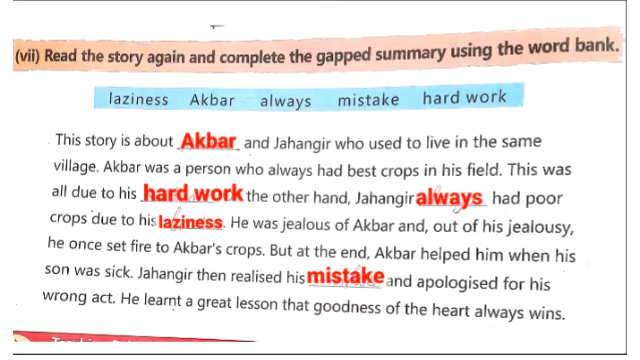 (vii) Read the story again and complete the gapped summary using the word bank.
laziness Akbar always mistake hard work
This story is about Akbar and Jahangir who used to live in the same
village. Akbar was a person who always had best crops in his field. This was
all due to his hard work the other hand, Jahangir always had poor
crops due to his laziness. He was jealous of Akbar and, out of his jealousy,
he once set fire to Akbar's crops. But at the end, Akbar helped him when his
son was sick. Jahangir then realised his mistake and apologised for his
wrong act. He learnt a great lesson that goodness of the heart always wins.